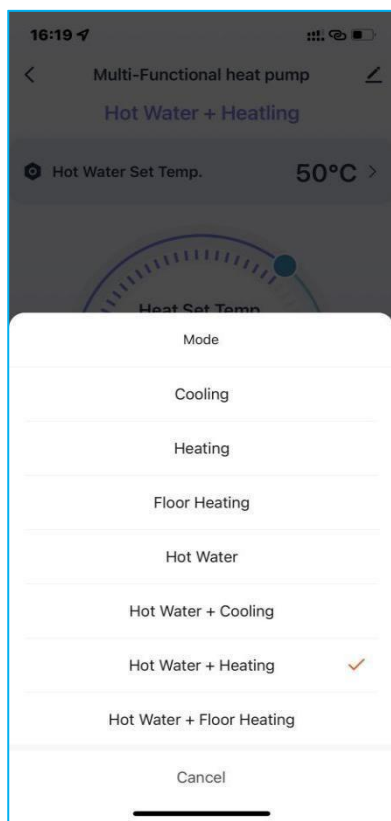 16:19
Multi-Functional heat pump
Hot Water + Heatling
Hot Water Set Temp. 50°C
Heat Set Temp
Mode
Cooling
Heating
Floor Heating
Hot Water
Hot Water + Cooling
Hot Water + Heating
Hot Water + Floor Heating
Cancel